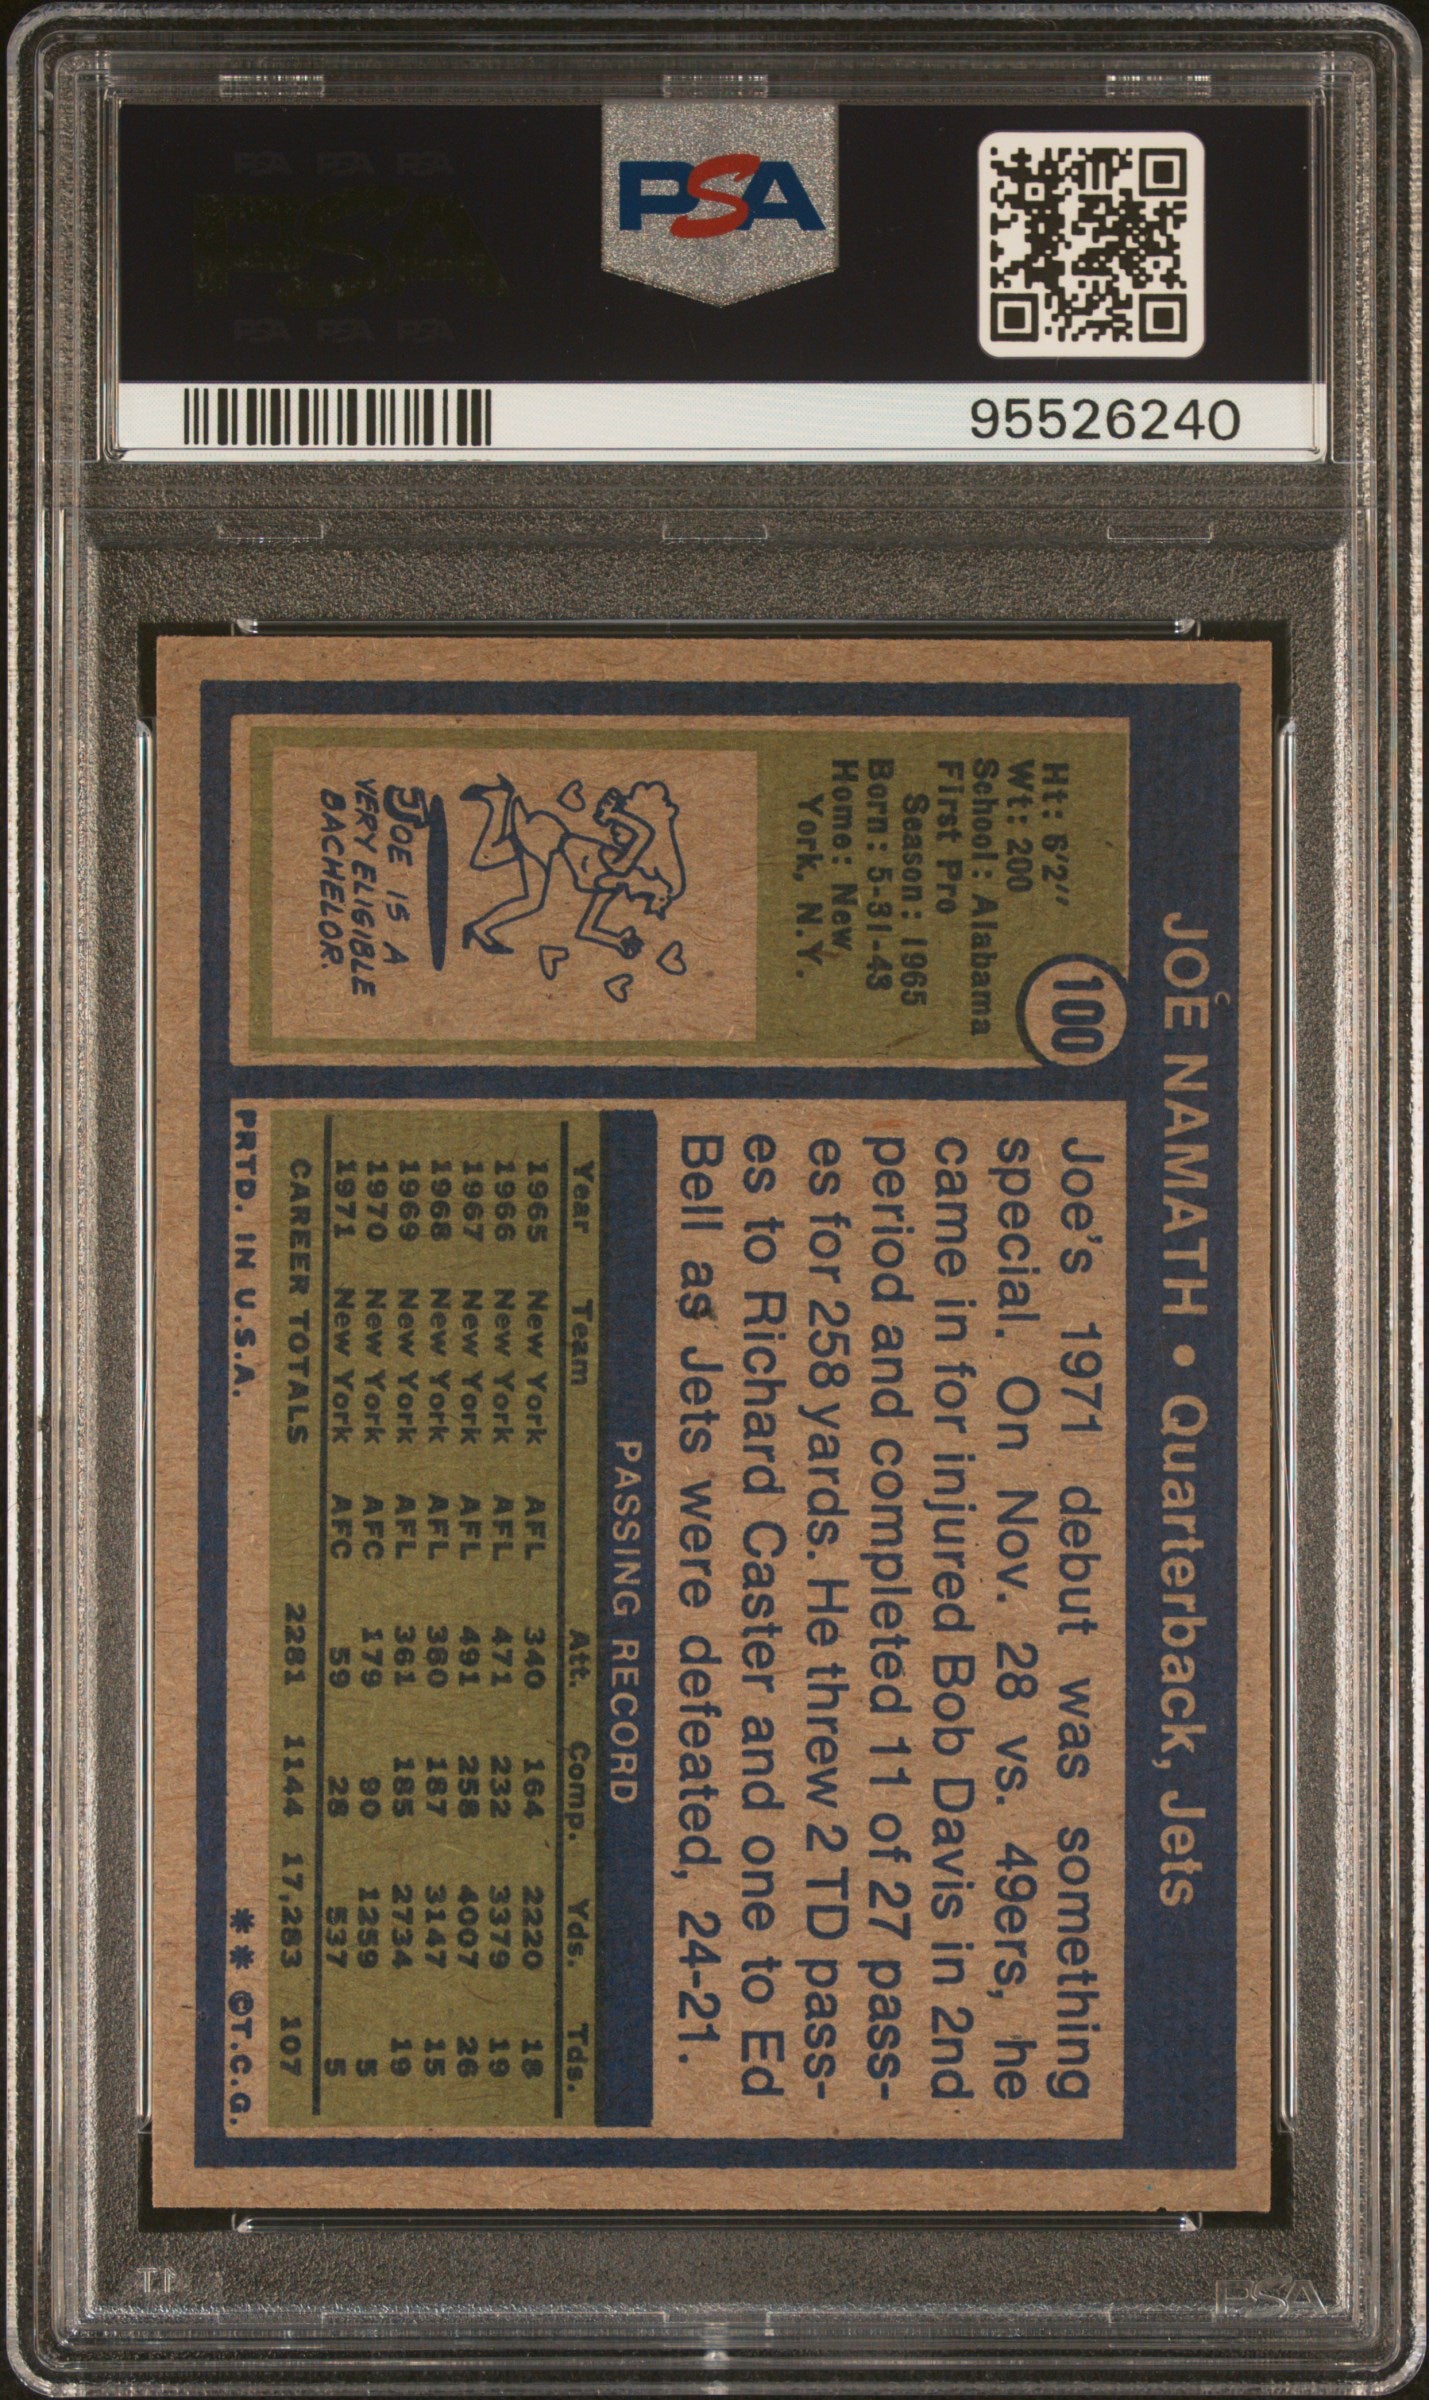 PSA PSA PSA
PSA
PSA PSA PSA
PSA
95526240
JOE NAMATH • Quarterback, Jets
100
Ht: 6'2"
Wt: 200
School: Alabama
First Pro
Season: 1965
Born: 5-31-43
Home: New
York, N.Y.
JOE IS A
VERY ELIGIBLE
BACHELOR.
Joe's 1971 debut was something
special. On Nov. 28 vs. 49ers, he
came in for injured Bob Davis in 2nd
period and completed 11 of 27 pass-
es for 258 yards. He threw 2 TD pass-
es to Richard Caster and one to Ed
Bell as Jets were defeated, 24-21.
PASSING RECORD
Year Team Att. Comp. Yds. Tds.
1965 New York AFL 340 164 2220 18
1966 New York AFL 471 232 3379 19
1967 New York AFL 491 258 4007 26
1968 New York AFL 380 187 3147 15
1969 New York AFL 361 185 2734 19
1970 New York AFC 179 90 1259 5
1971 New York AFC 59 28 537 5
CAREER TOTALS 2281 1144 17,283 107
PRTD. IN U.S.A. ** ©T.C.G.
PSA